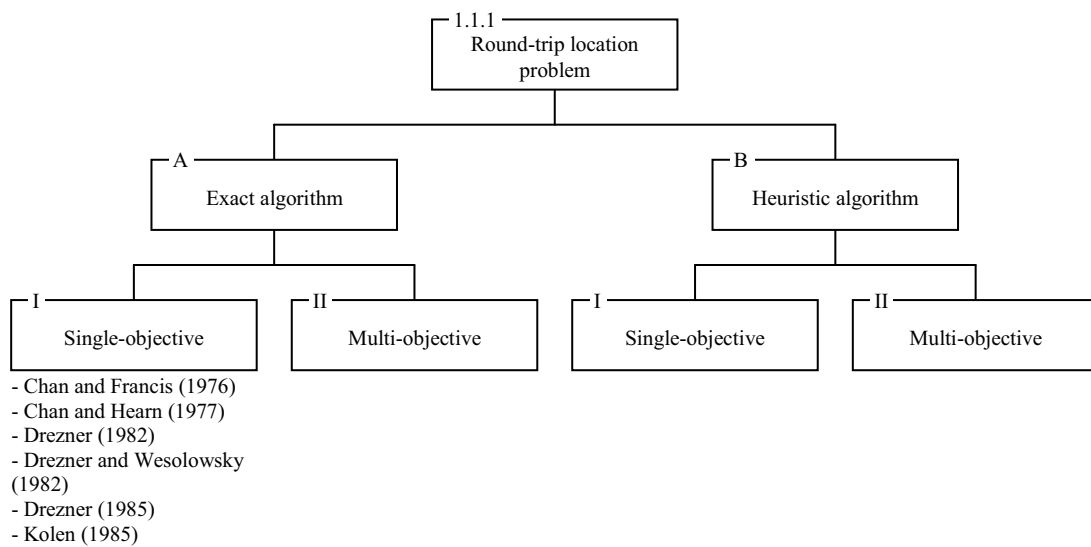 1.1.1
Round-trip location
problem
A
Exact algorithm
B
Heuristic algorithm
I
Single-objective
II
Multi-objective
I
Single-objective
II
Multi-objective
- Chan and Francis (1976)
- Chan and Hearn (1977)
- Drezner (1982)
- Drezner and Wesolowsky
(1982)
- Drezner (1985)
- Kolen (1985)